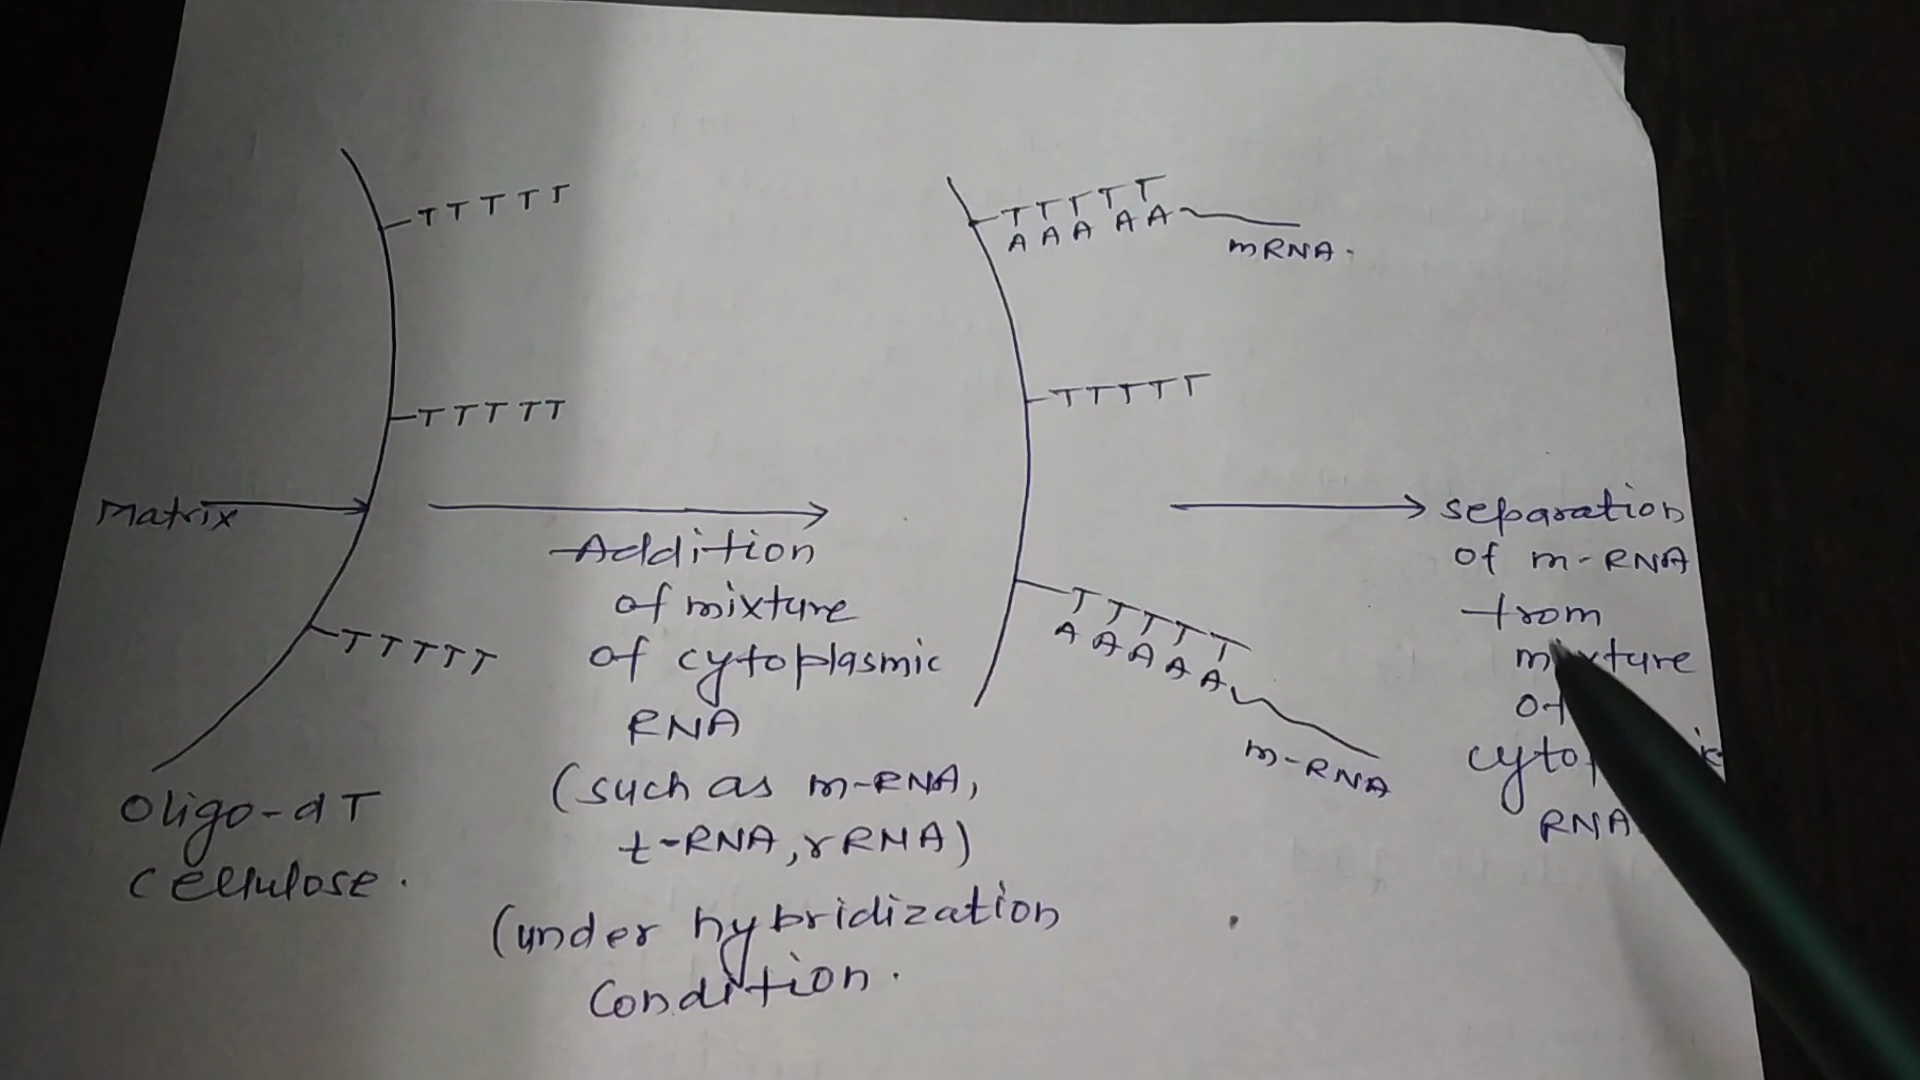 TTTTT
TTTTT
Matrix
TTTTT
Oligo-dT
cellulose.
Addition
of mixture
of cytoplasmic
RNA
(such as m-RNA,
t-RNA, rRNA)
(under hybridization
condition.
TTTTT
AAAAA
mRNA.
TTTTT
TTTTT
AAAAA
m-RNA
separation
of m-RNA
from
mixture
of
RNA